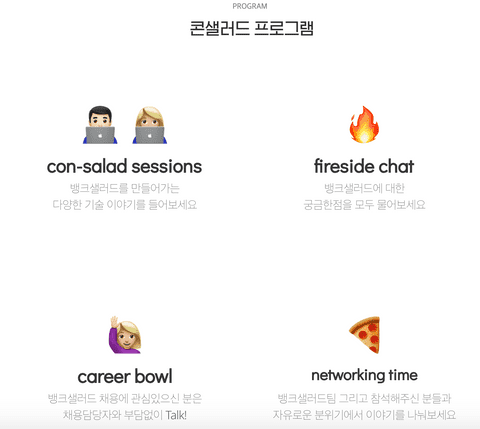 PROGRAM
콘샐러드 프로그램
con-salad sessions
뱅크샐러드를 만들어가는
다양한 기술 이야기를 들어보세요
fireside chat
뱅크샐러드에 대한
궁금한점을 모두 물어보세요
career bowl
뱅크샐러드 채용에 관심있으신 분은
채용담당자와 부담없이 Talk!
networking time
뱅크샐러드팀 그리고 참석해주신 분들과
자유로운 분위기에서 이야기를 나눠보세요